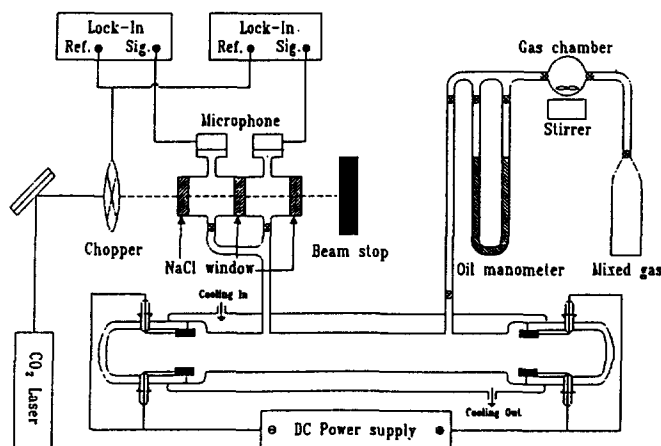 Lock-In
Ref. Sig.
Lock-In
Ref. Sig.
Gas chamber
Microphone
Stirrer
Chopper
NaCl window
Beam stop
Oil manometer
Mixed gas
Cooling In
CO₂ Laser
Cooling Out
⊖ DC Power supply